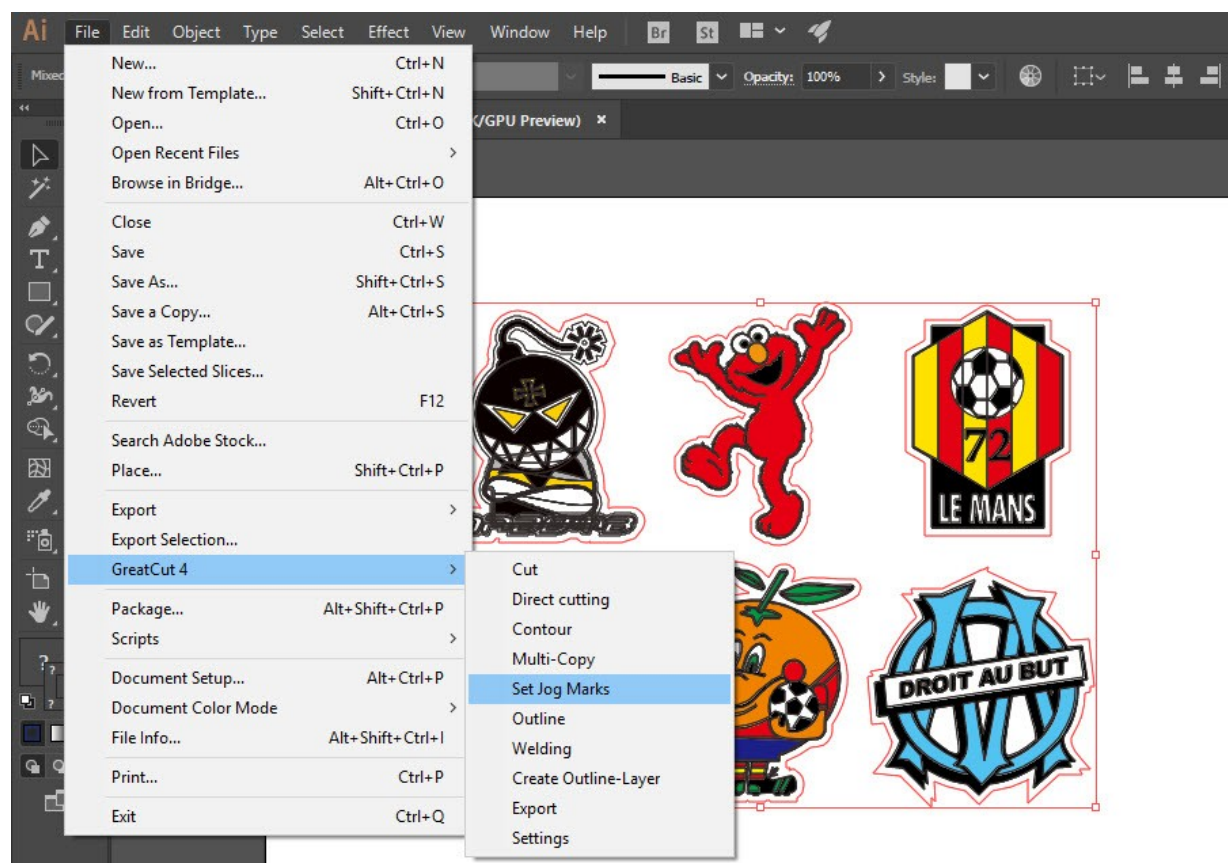 Ai File Edit Object Type Select Effect View Window Help Br St
Mixed Basic Opacity: 100% Style:
/GPU Preview) ×
New... Ctrl+N
New from Template... Shift+Ctrl+N
Open... Ctrl+O
Open Recent Files
Browse in Bridge... Alt+Ctrl+O
Close Ctrl+W
Save Ctrl+S
Save As... Shift+Ctrl+S
Save a Copy... Alt+Ctrl+S
Save as Template...
Save Selected Slices...
Revert F12
Search Adobe Stock...
Place... Shift+Ctrl+P
Export
Export Selection...
GreatCut 4
Package... Alt+Shift+Ctrl+P
Scripts
Document Setup... Alt+Ctrl+P
Document Color Mode
File Info... Alt+Shift+Ctrl+I
Print... Ctrl+P
Exit Ctrl+Q
Cut
Direct cutting
Contour
Multi-Copy
Set Jog Marks
Outline
Welding
Create Outline-Layer
Export
Settings
72
LE MANS
DROIT AU BUT